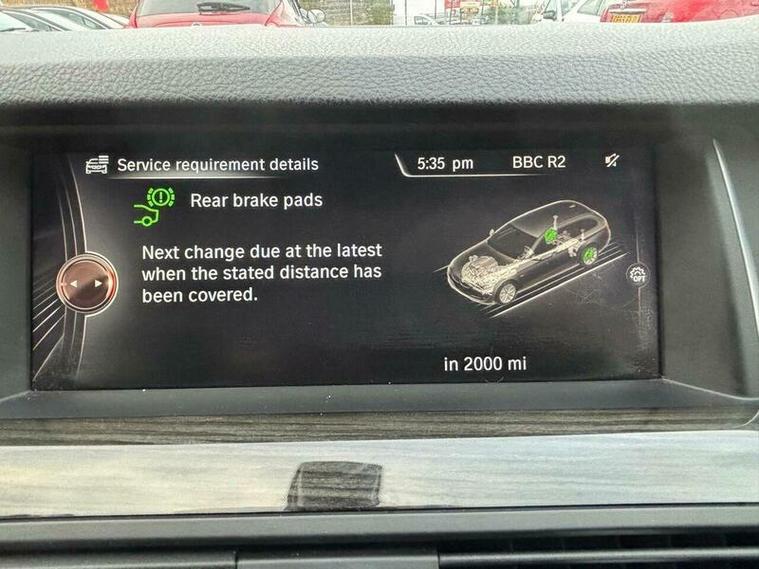 Service requirement details
5:35 pm
BBC R2
Rear brake pads
Next change due at the latest
when the stated distance has
been covered.
OPT
in 2000 mi